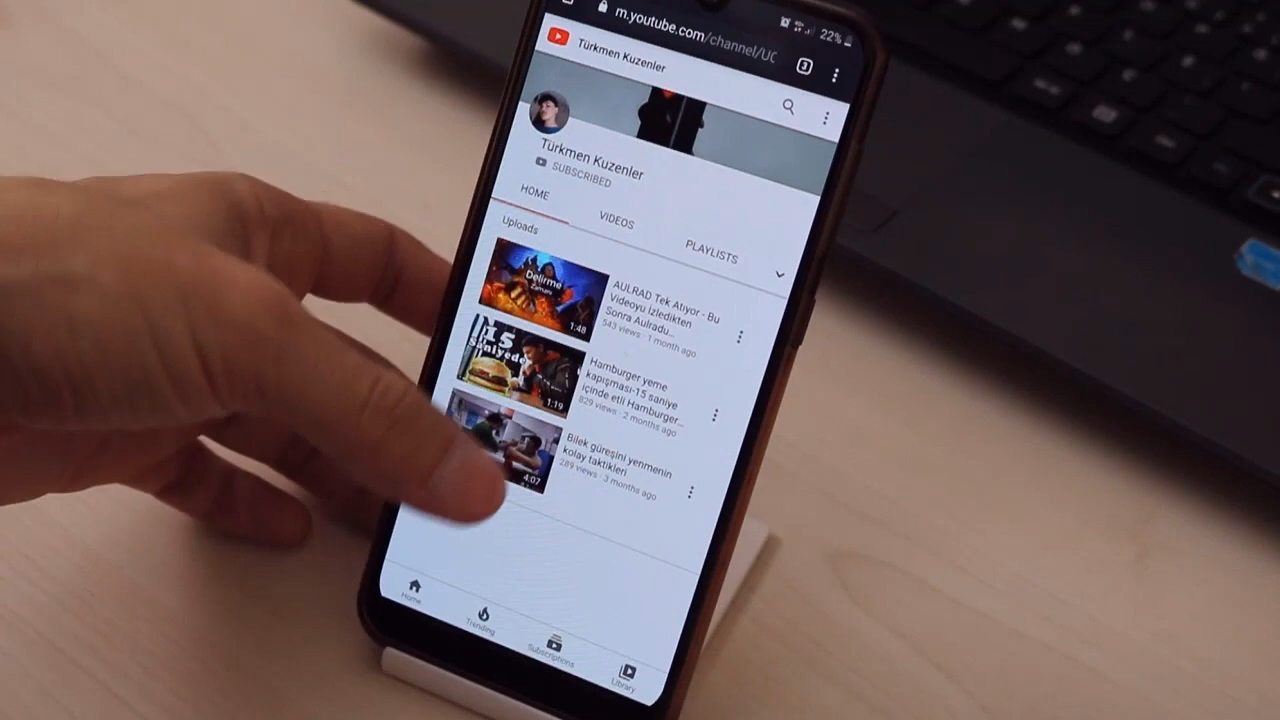 m.youtube.com/channel/UC
3
22%
Türkmen Kuzenler
Türkmen Kuzenler
SUBSCRIBED
HOME
VIDEOS
PLAYLISTS
Uploads
Delirme
Zamanı
1:48
AULRAD Tek Atıyor - Bu
Videoyu İzledikten
Sonra Aulradu...
543 views · 1 month ago
15
Saniyede
1:19
Hamburger yeme
kapışması-15 saniye
içinde etli Hamburger...
829 views · 2 months ago
4:07
Bilek güreşini yenmenin
kolay taktikleri
289 views · 3 months ago
Home
Trending
Subscriptions
Library